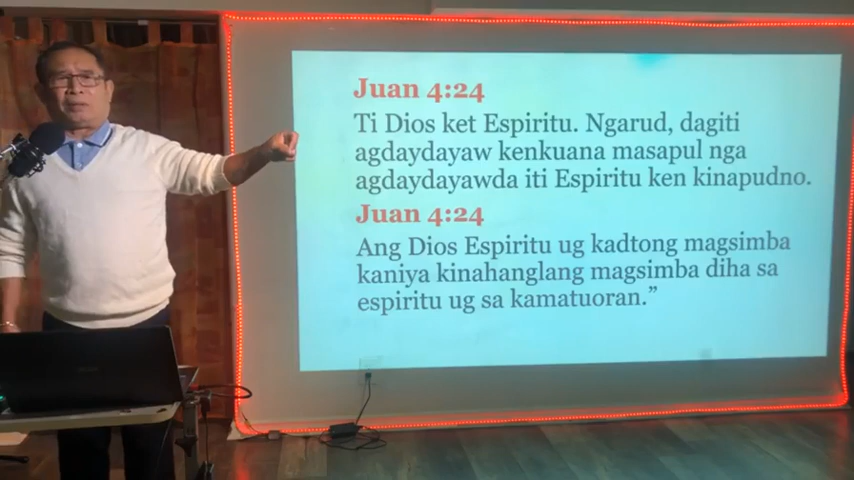 Juan 4:24
Ti Dios ket Espiritu. Ngarud, dagiti
agdaydayaw kenkuana masapul nga
agdaydayawda iti Espiritu ken kinapudno.
Juan 4:24
Ang Dios Espiritu ug kadtong magsimba
kaniya kinahanglang magsimba diha sa
espiritu ug sa kamatuoran.”